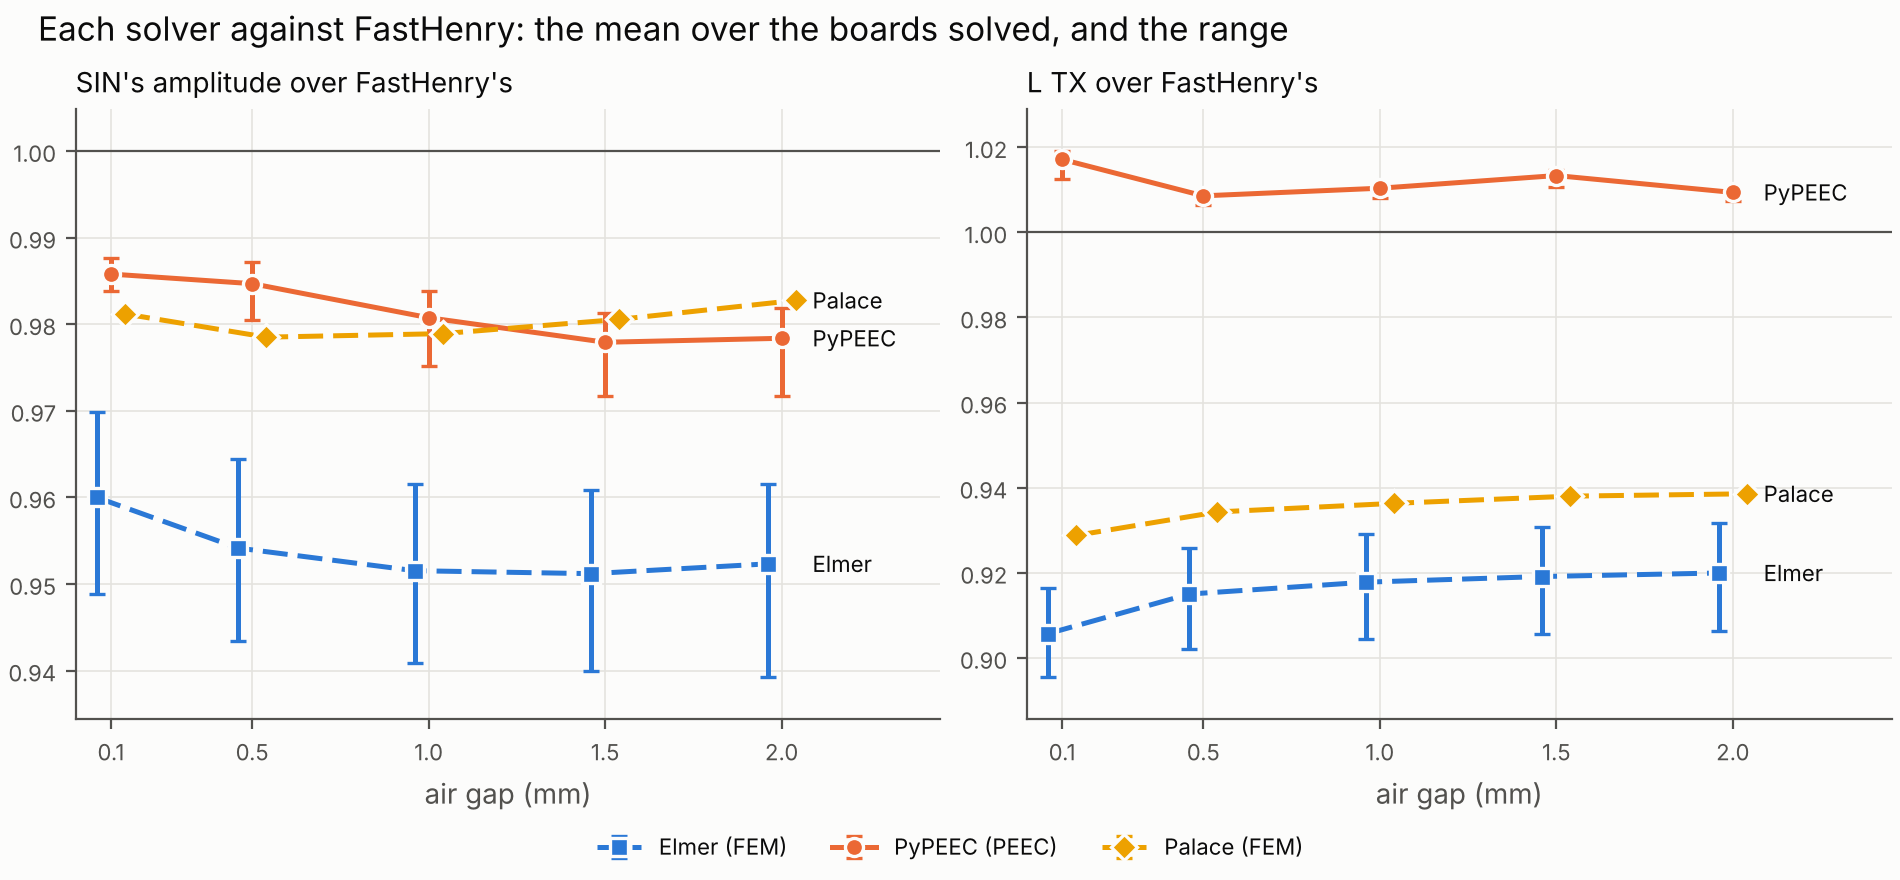 Each solver against FastHenry: the mean over the boards solved, and the range
SIN's amplitude over FastHenry's
1.00
0.99
0.98
0.97
0.96
0.95
0.94
Palace
PyPEEC
Elmer
0.1
0.5
1.0
1.5
2.0
air gap (mm)
L TX over FastHenry's
1.02
1.00
0.98
0.96
0.94
0.92
0.90
PyPEEC
Palace
Elmer
0.1
0.5
1.0
1.5
2.0
air gap (mm)
Elmer (FEM)
PyPEEC (PEEC)
Palace (FEM)